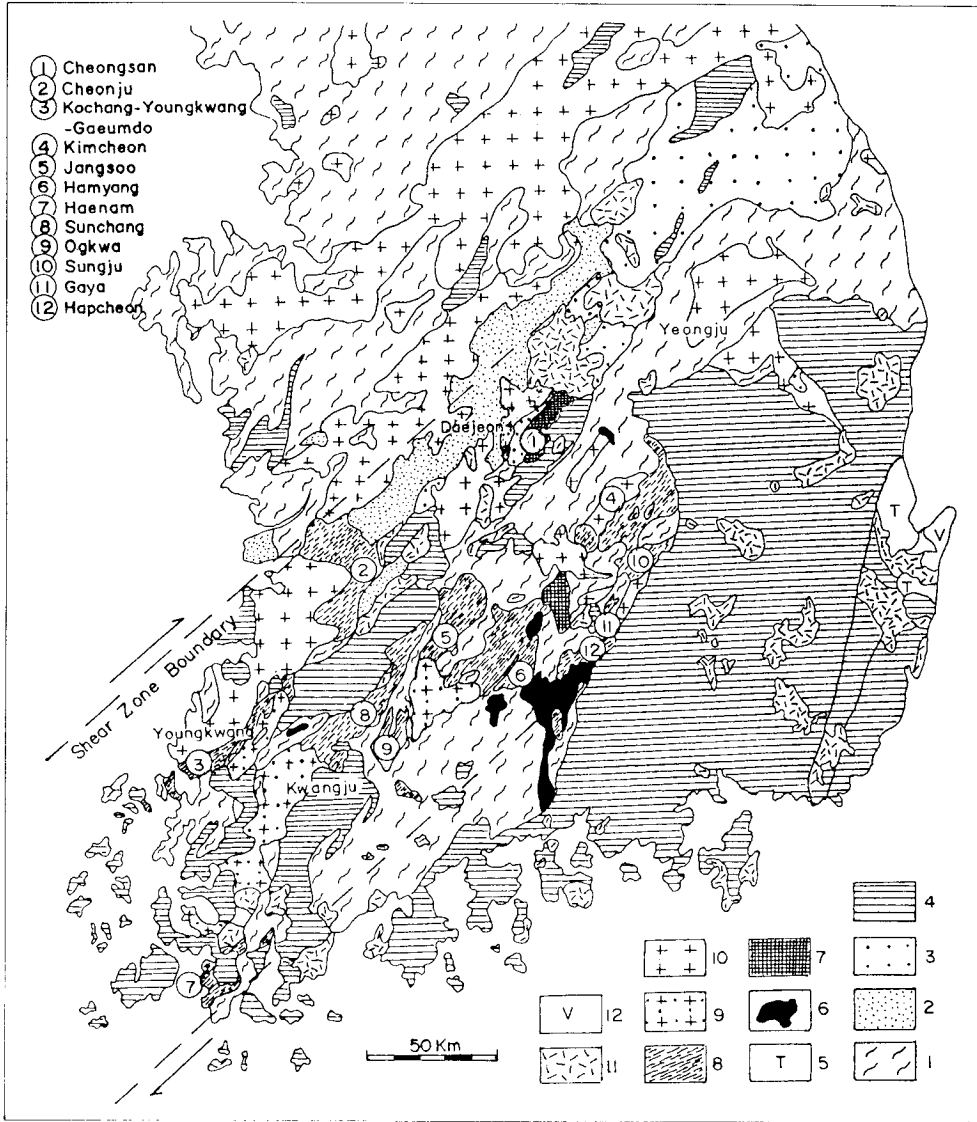 1 Cheongsan
2 Cheonju
3 Kochang-Youngkwang
-Gaeumdo
4 Kimcheon
5 Jangsoo
6 Hamyang
7 Haenam
8 Sunchang
9 Ogkwa
10 Sungju
11 Gaya
12 Hapcheon
Yeongju
Daejeon
1
4
T
V
2
10
T
11
5
12
6
Shear Zone Boundary
8
Youngkwang
9
3
Kwangju
4
7
10
7
3
V
12
9
6
2
50 Km
11
8
T
5
1